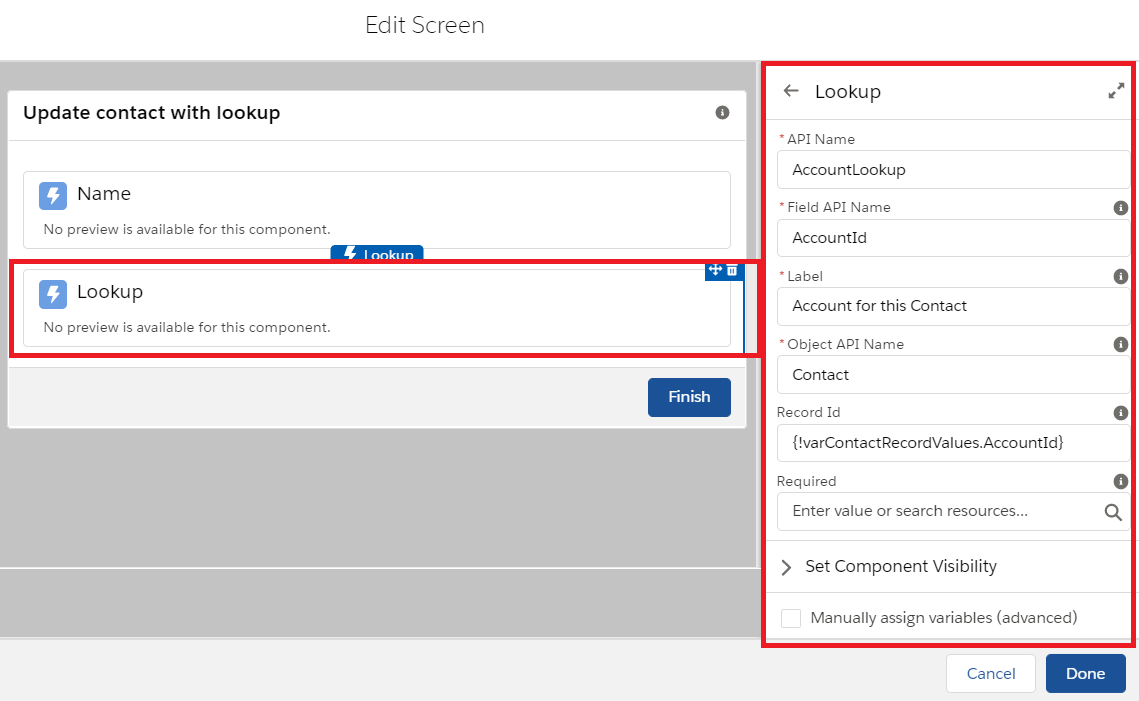 Edit Screen
Update contact with lookup
Name
No preview is available for this component.
Lookup
Lookup
No preview is available for this component.
Finish
Lookup
* API Name
AccountLookup
* Field API Name
AccountId
* Label
Account for this Contact
* Object API Name
Contact
Record Id
{!varContactRecordValues.AccountId}
Required
Enter value or search resources...
Set Component Visibility
Manually assign variables (advanced)
Cancel
Done